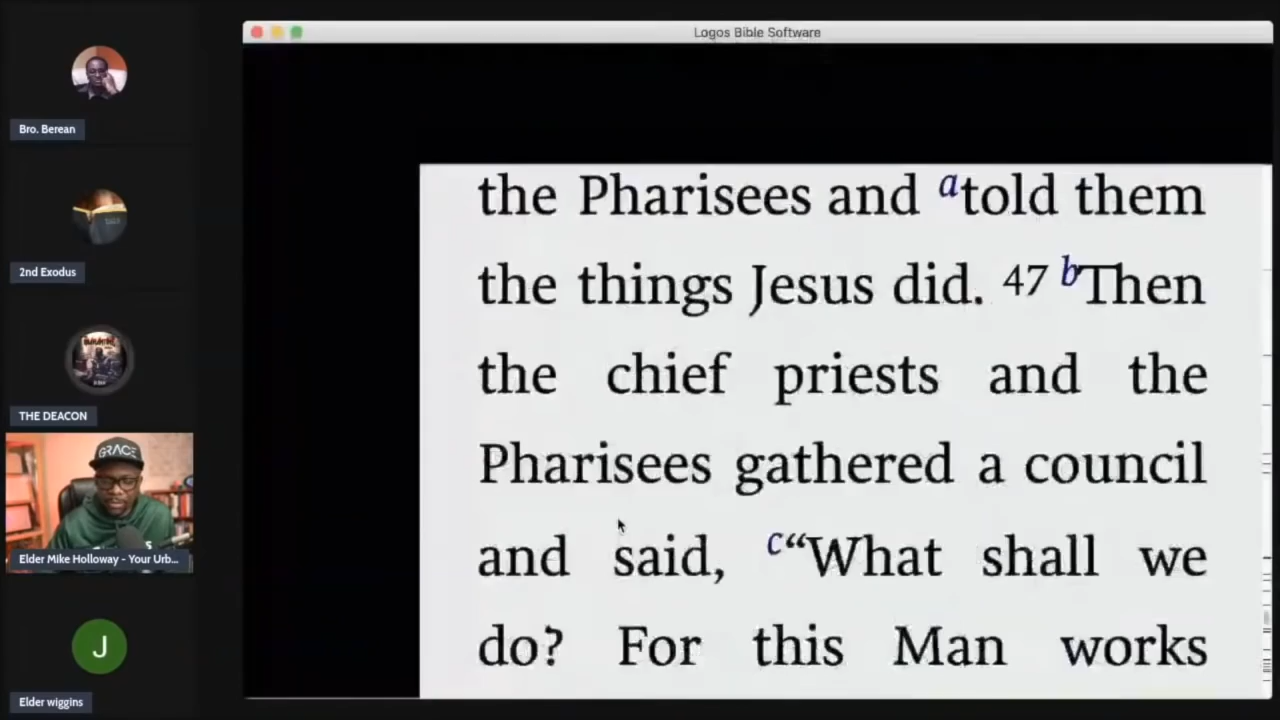 Logos Bible Software
Bro. Berean
2nd Exodus
THE DEACON
GRACE
Elder Mike Holloway - Your Urb...
J
Elder wiggins
the Pharisees and ᵃtold them
the things Jesus did. 47 ᵇThen
the chief priests and the
Pharisees gathered a council
and said, ᶜ“What shall we
do? For this Man works